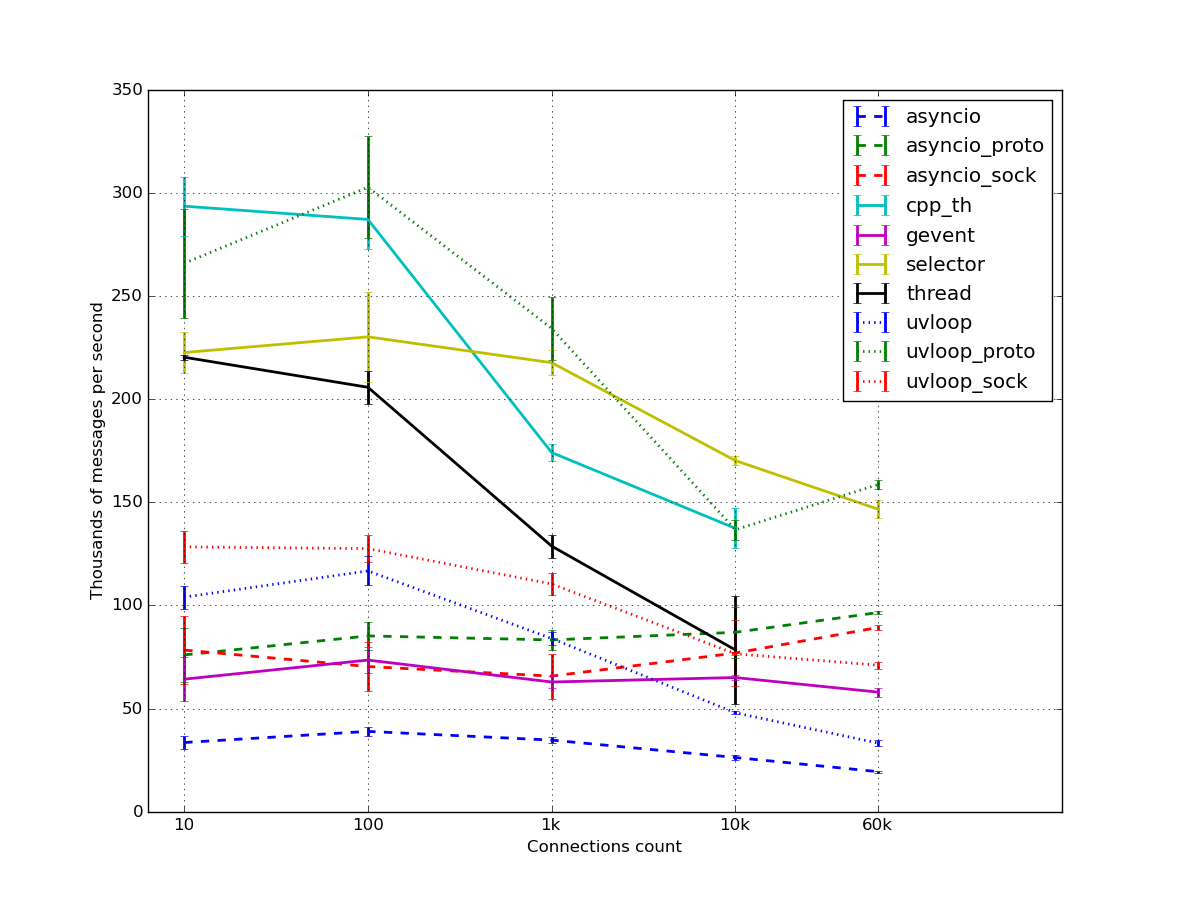 350
300
250
200
150
100
50
0
Thousands of messages per second
10 100 1k 10k 60k
Connections count
asyncio
asyncio_proto
asyncio_sock
cpp_th
gevent
selector
thread
uvloop
uvloop_proto
uvloop_sock